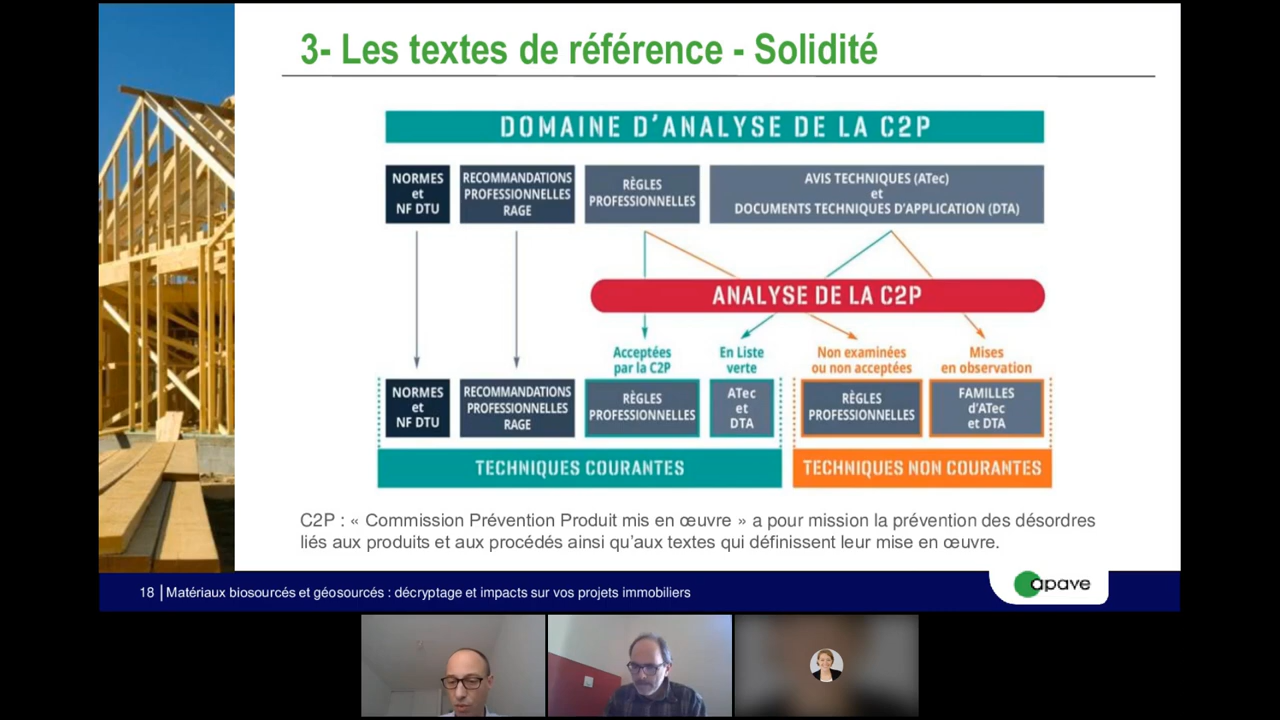 3- Les textes de référence - Solidité
DOMAINE D'ANALYSE DE LA C2P
NORMES
et
NF DTU
RECOMMANDATIONS
PROFESSIONNELLES
RAGE
RÈGLES
PROFESSIONNELLES
AVIS TECHNIQUES (ATec)
et
DOCUMENTS TECHNIQUES D'APPLICATION (DTA)
ANALYSE DE LA C2P
Acceptées
par la C2P
En Liste
verte
Non examinées
ou non acceptées
Mises
en observation
NORMES
et
NF DTU
RECOMMANDATIONS
PROFESSIONNELLES
RAGE
RÈGLES
PROFESSIONNELLES
ATec
et
DTA
RÈGLES
PROFESSIONNELLES
FAMILLES
d'ATec
et DTA
TECHNIQUES COURANTES
TECHNIQUES NON COURANTES
C2P : « Commission Prévention Produit mis en œuvre » a pour mission la prévention des désordres
liés aux produits et aux procédés ainsi qu'aux textes qui définissent leur mise en œuvre.
18 | Matériaux biosourcés et géosourcés : décryptage et impacts sur vos projets immobiliers
apave